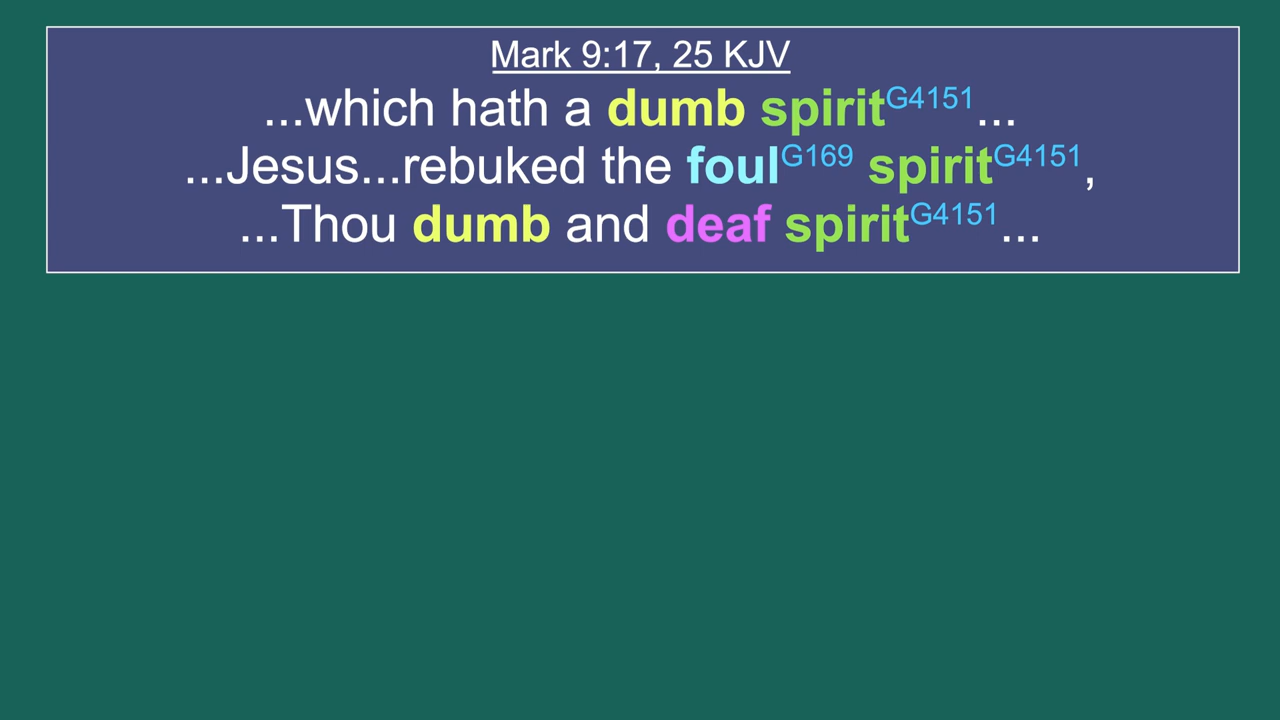 Mark 9:17, 25 KJV
...which hath a dumb spiritG4151...
...Jesus...rebuked the foulG169 spiritG4151,
...Thou dumb and deaf spiritG4151...